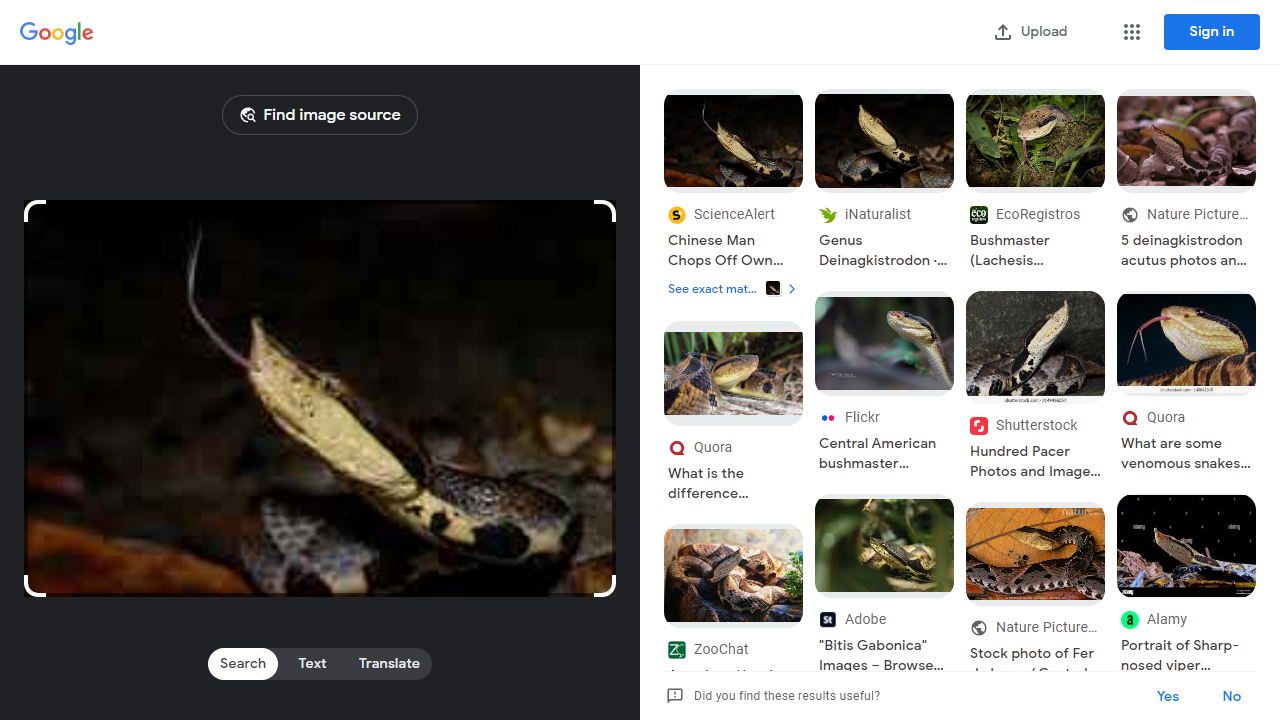 Google
Upload
Sign in
Find image source
Search
Text
Translate
ScienceAlert
Chinese Man
Chops Off Own...
See exact mat...
Quora
What is the
difference...
ZooChat
iNaturalist
Genus
Deinagkistrodon ·...
Flickr
Central American
bushmaster...
Adobe
"Bitis Gabonica"
Images – Browse...
EcoRegistros
Bushmaster
(Lachesis...
Shutterstock
Hundred Pacer
Photos and Image...
Nature Picture...
Stock photo of Fer
Nature Picture...
5 deinagkistrodon
acutus photos an...
Quora
What are some
venomous snakes...
alamy
Alamy
Portrait of Sharp-
nosed viper...
Did you find these results useful?
Yes
No